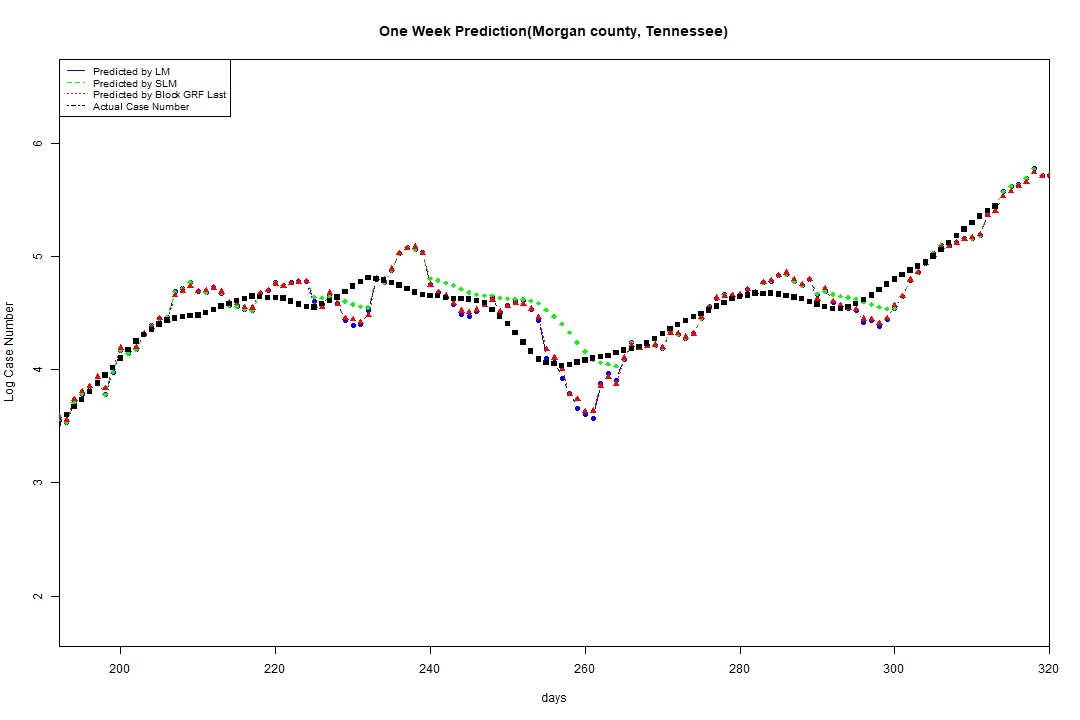 One Week Prediction(Morgan county, Tennessee)
Predicted by LM
Predicted by SLM
Predicted by Block GRF Last
Actual Case Number
6
5
4
3
2
Log Case Number
200
220
240
260
280
300
320
days